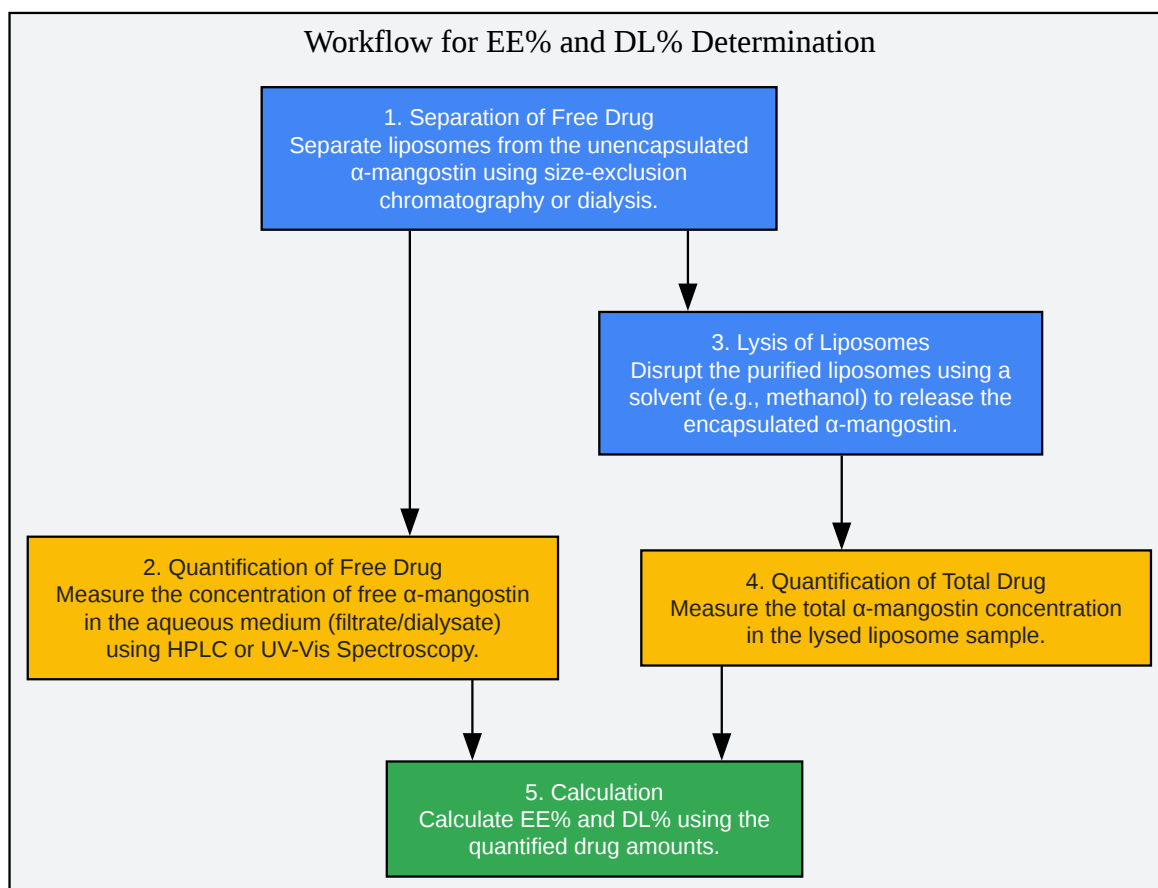 Workflow for EE% and DL% Determination
1. Separation of Free Drug
Separate liposomes from the unencapsulated
α-mangostin using size-exclusion
chromatography or dialysis.
3. Lysis of Liposomes
Disrupt the purified liposomes using a
solvent (e.g., methanol) to release the
encapsulated α-mangostin.
2. Quantification of Free Drug
Measure the concentration of free α-mangostin
in the aqueous medium (filtrate/dialysate)
using HPLC or UV-Vis Spectroscopy.
4. Quantification of Total Drug
Measure the total α-mangostin concentration
in the lysed liposome sample.
5. Calculation
Calculate EE% and DL% using the
quantified drug amounts.